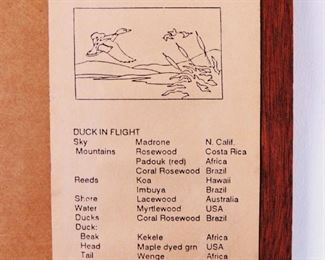 DUCK IN FLIGHT
Sky Madrone N. Calif.
Mountains Rosewood Costa Rica
Padouk (red) Africa
Coral Rosewood Brazil
Reeds Koa Hawaii
Imbuya Brazil
Shore Lacewood Australia
Water Myrtlewood USA
Ducks Coral Rosewood Brazil
Duck:
Beak Kekele Africa
Head Maple dyed grn USA
Tail Wenge Africa